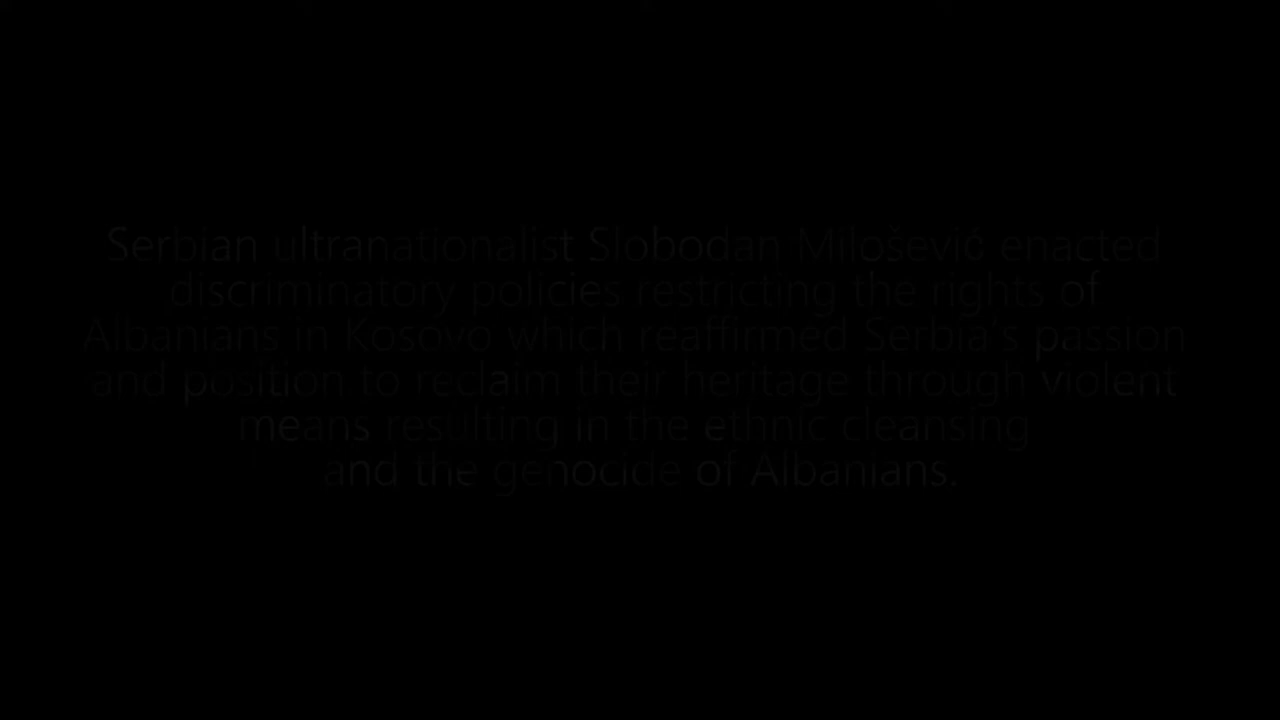 Serbian ultranationalist Slobodan Milošević enacted
discriminatory policies restricting the rights of
Albanians in Kosovo which reaffirmed Serbia's passion
and position to reclaim their heritage through violent
means resulting in the ethnic cleansing
and the genocide of Albanians.